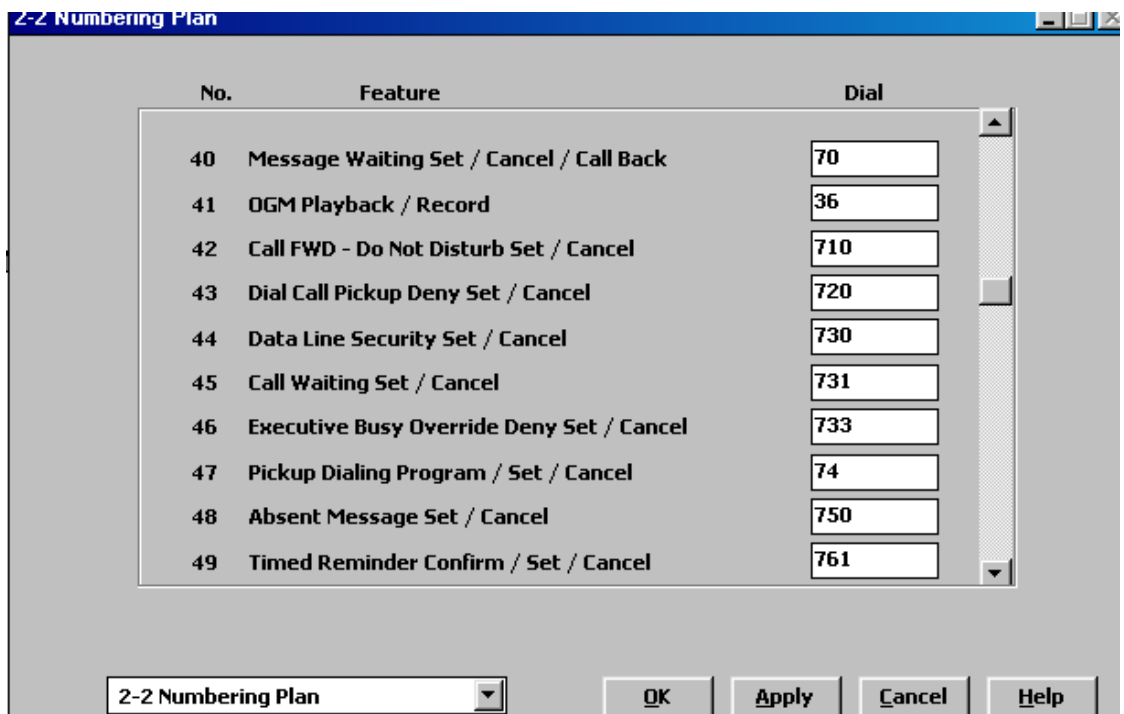 2-2 Numbering Plan
No. Feature Dial
40 Message Waiting Set / Cancel / Call Back 70
41 OGM Playback / Record 36
42 Call FWD - Do Not Disturb Set / Cancel 710
43 Dial Call Pickup Deny Set / Cancel 720
44 Data Line Security Set / Cancel 730
45 Call Waiting Set / Cancel 731
46 Executive Busy Override Deny Set / Cancel 733
47 Pickup Dialing Program / Set / Cancel 74
48 Absent Message Set / Cancel 750
49 Timed Reminder Confirm / Set / Cancel 761
2-2 Numbering Plan OK Apply Cancel Help